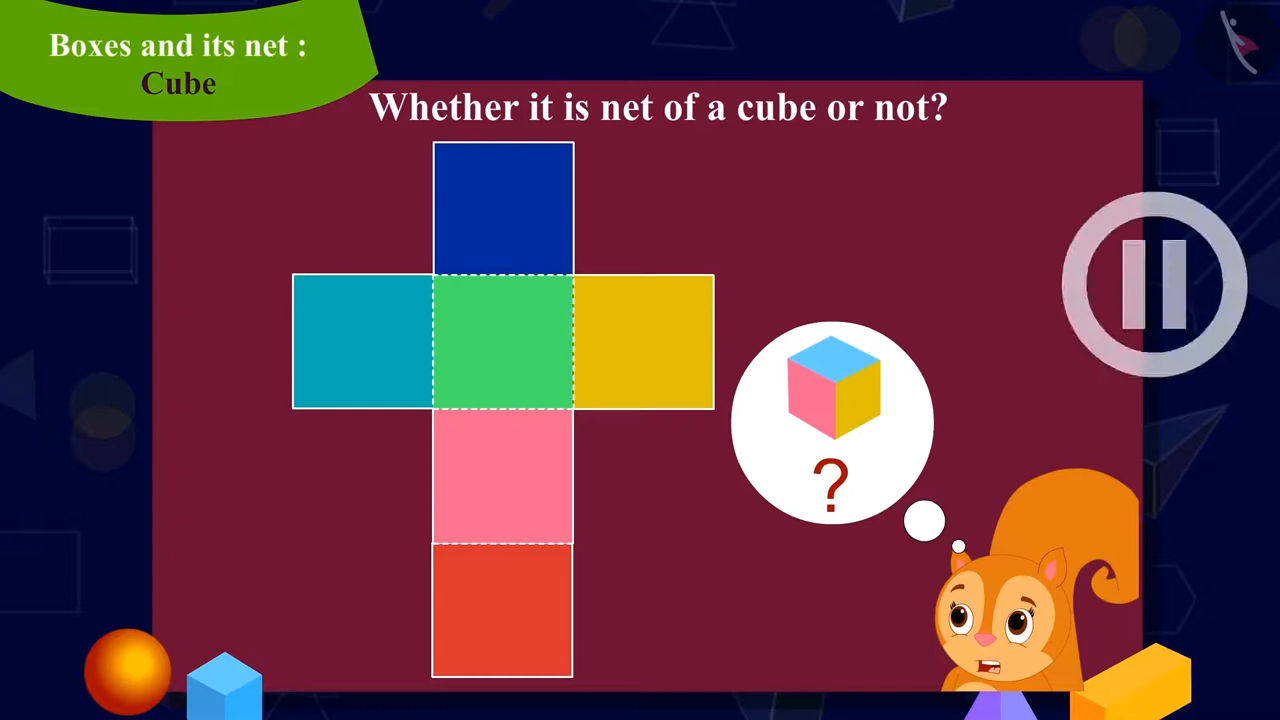 Boxes and its net :
Cube
Whether it is net of a cube or not?
?